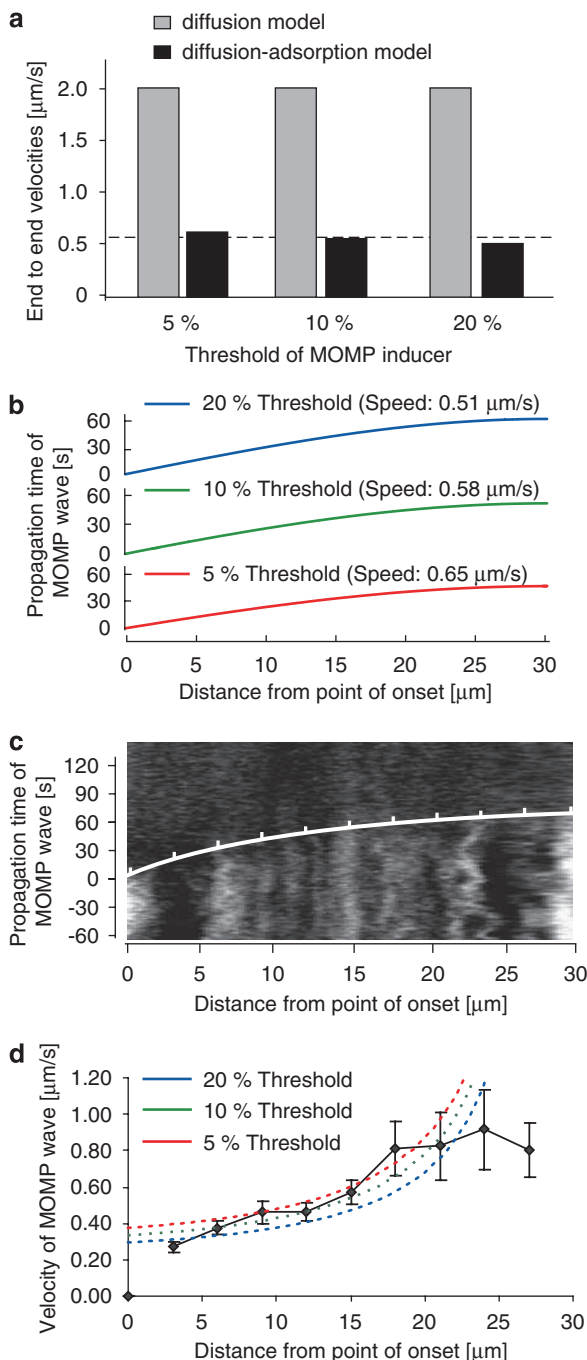 a
diffusion model
diffusion-adsorption model
End to end velocities [μm/s]
2.0
1.5
1.0
0.5
0
5 %
10 %
20 %
Threshold of MOMP inducer
b
Propagation time of
MOMP wave [s]
20 % Threshold (Speed: 0.51 μm/s)
60
30
0
10 % Threshold (Speed: 0.58 μm/s)
60
30
0
5 % Threshold (Speed: 0.65 μm/s)
60
30
0
0 5 10 15 20 25 30
Distance from point of onset [μm]
c
Propagation time of
MOMP wave [s]
120
90
60
30
0
-30
-60
0 5 10 15 20 25 30
Distance from point of onset [μm]
d
Velocity of MOMP wave [μm/s]
20 % Threshold
10 % Threshold
5 % Threshold
1.20
1.00
0.80
0.60
0.40
0.20
0.00
0 5 10 15 20 25 30
Distance from point of onset [μm]